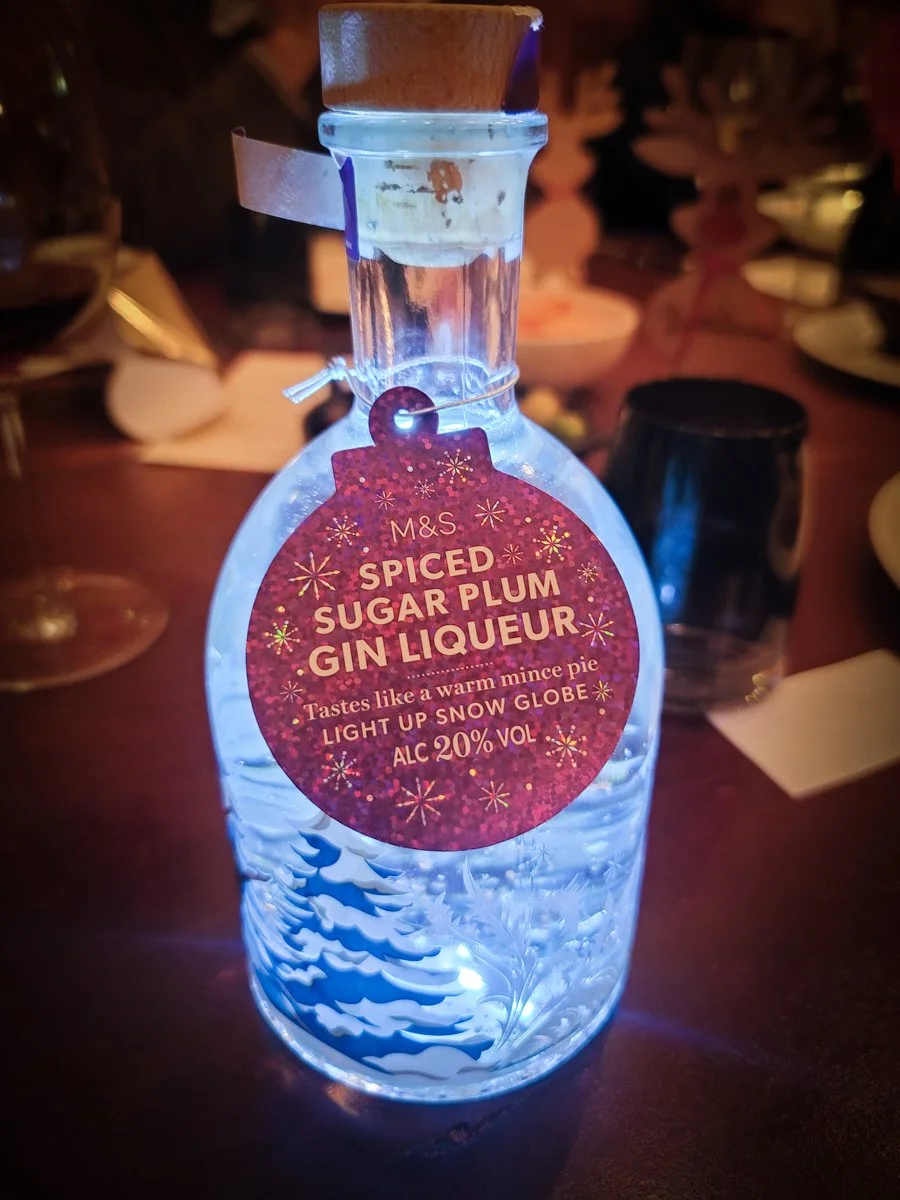 M&S
SPICED
SUGAR PLUM
GIN LIQUEUR
Tastes like a warm mince pie
LIGHT UP SNOW GLOBE
ALC 20% VOL